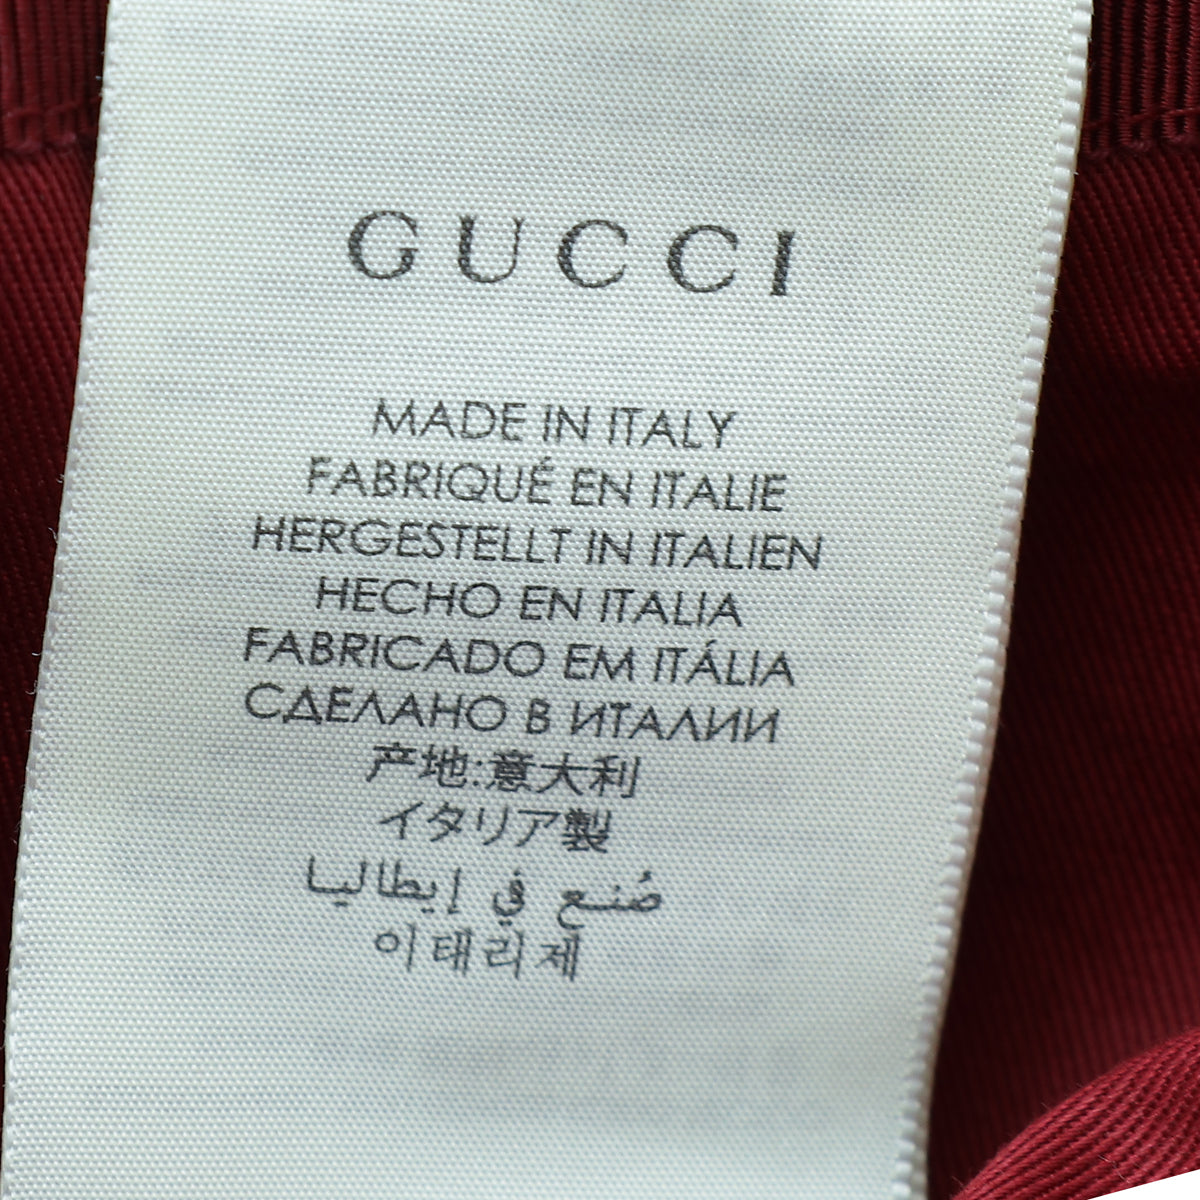 GUCCI
MADE IN ITALY
FABRIQUÉ EN ITALIE
HERGESTELLT IN ITALIEN
HECHO EN ITALIA
FABRICADO EM ITÁLIA
СДЕЛАНО В ИТАЛИИ
产地:意大利
イタリア製
صُنع في إيطاليا
이태리제